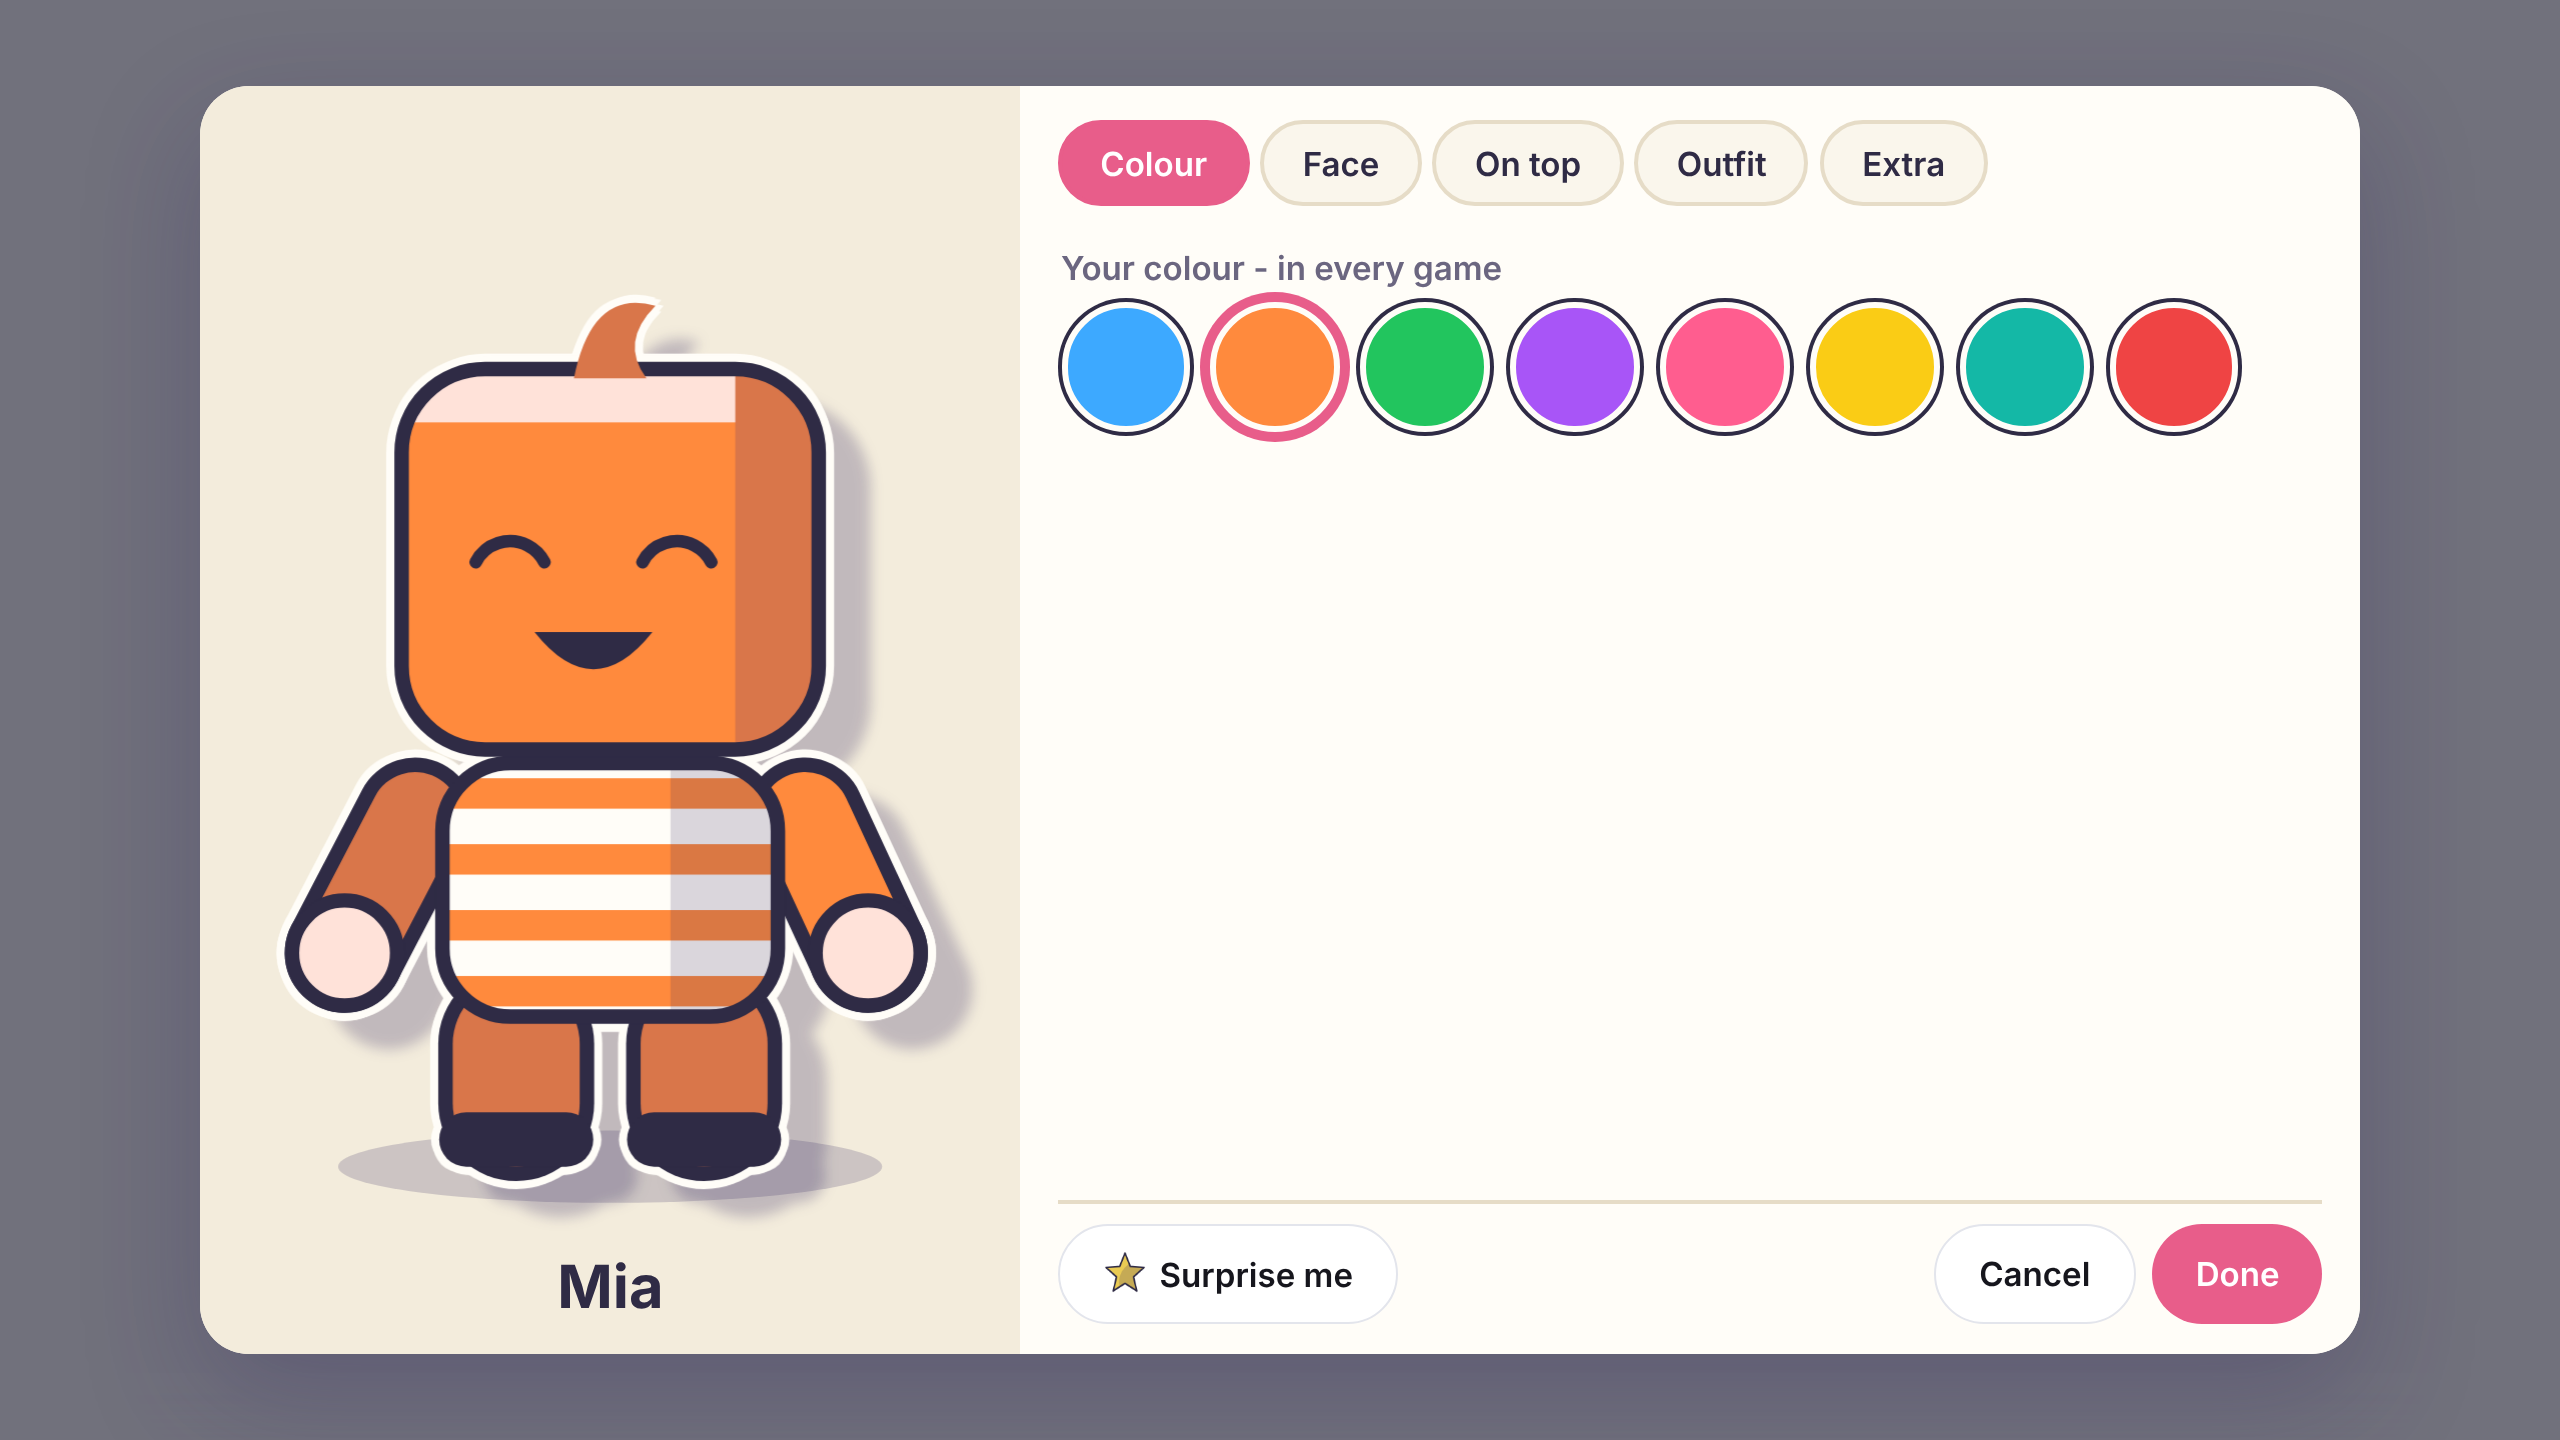 Colour
Face
On top
Outfit
Extra
Your colour - in every game
Mia
Surprise me
Cancel
Done